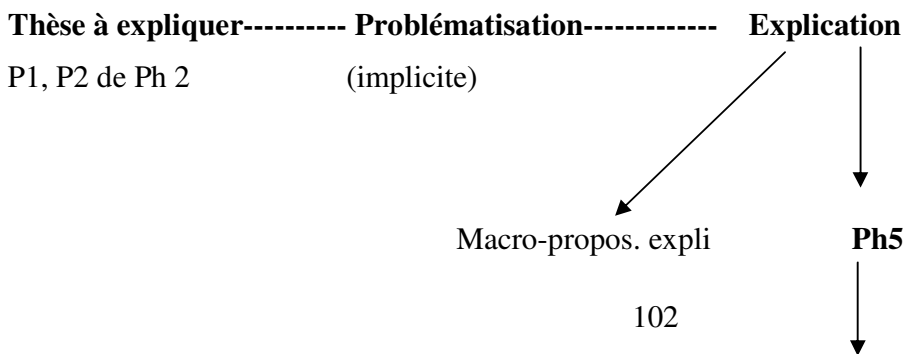 Thèse à expliquer---------- Problématisation------------- Explication
P1, P2 de Ph 2 (implicite)
Macro-propos. expli Ph5
102